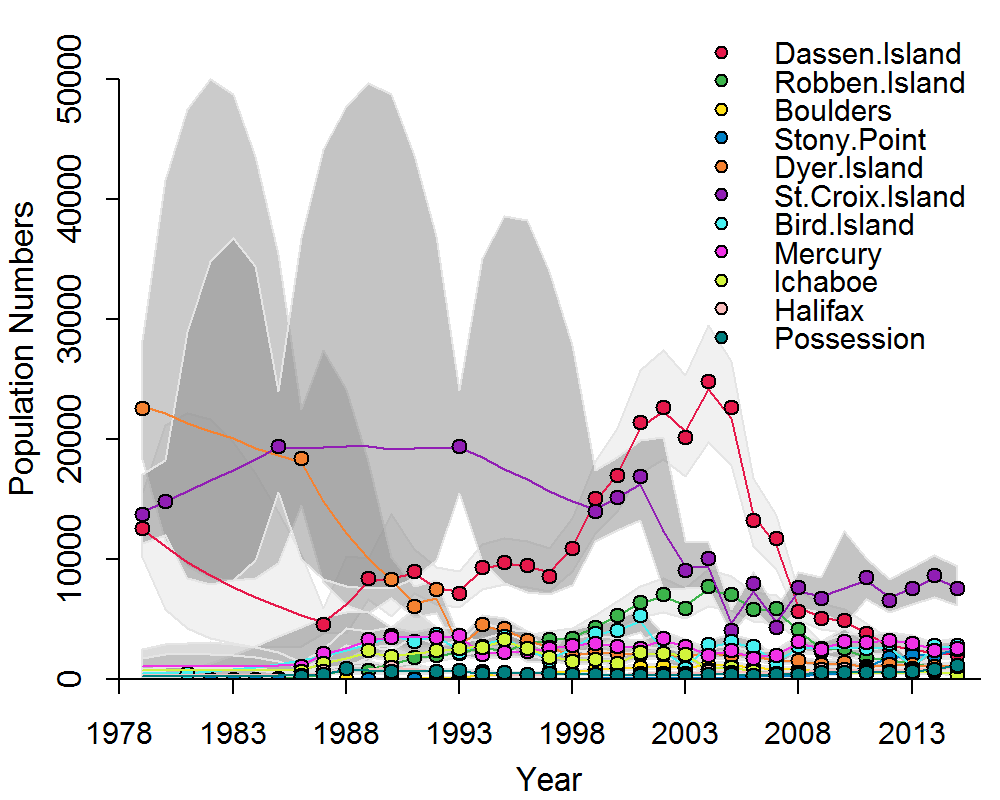 Dassen.Island
Robben.Island
Boulders
Stony.Point
Dyer.Island
St.Croix.Island
Bird.Island
Mercury
Ichaboe
Halifax
Possession
Population Numbers
50000
40000
30000
20000
10000
0
1978 1983 1988 1993 1998 2003 2008 2013
Year